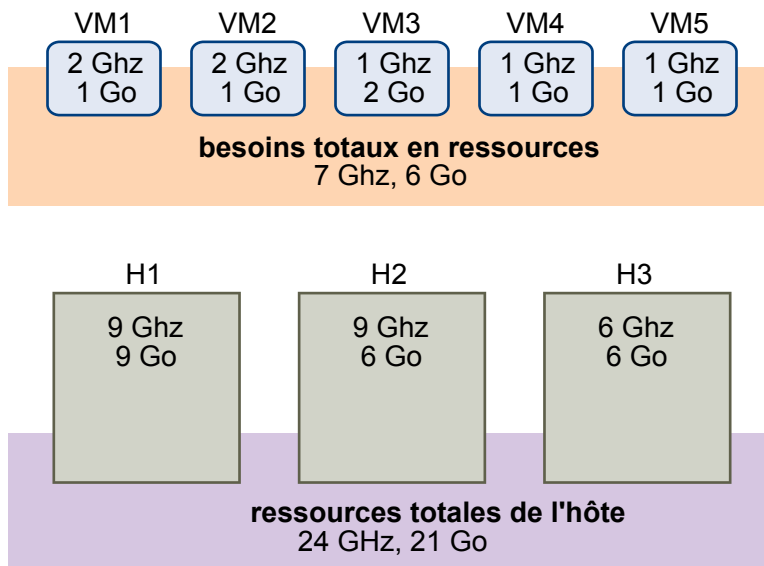 VM1 VM2 VM3 VM4 VM5
2 Ghz 2 Ghz 1 Ghz 1 Ghz 1 Ghz
1 Go 1 Go 2 Go 1 Go 1 Go
besoins totaux en ressources
7 Ghz, 6 Go
H1 H2 H3
9 Ghz 9 Ghz 6 Ghz
9 Go 6 Go 6 Go
ressources totales de l'hôte
24 GHz, 21 Go